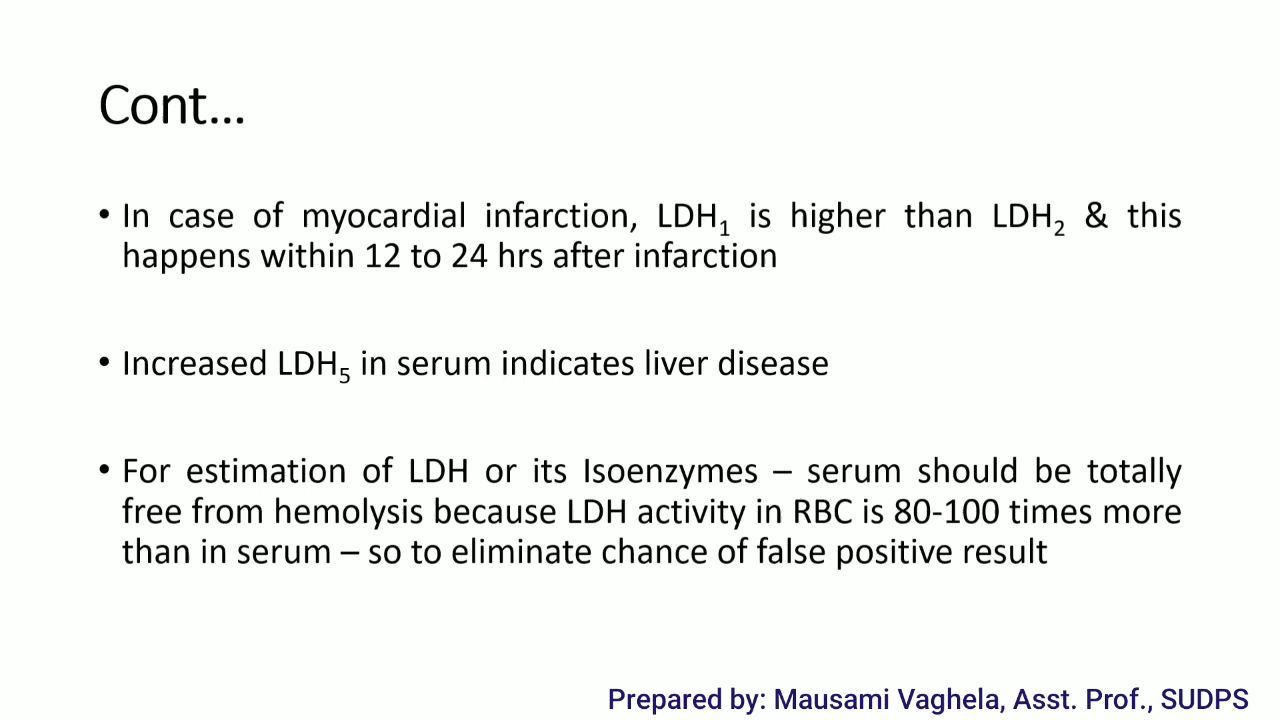 Cont...
• In case of myocardial infarction, LDH₁ is higher than LDH₂ & this
happens within 12 to 24 hrs after infarction
• Increased LDH₅ in serum indicates liver disease
• For estimation of LDH or its Isoenzymes – serum should be totally
free from hemolysis because LDH activity in RBC is 80-100 times more
than in serum – so to eliminate chance of false positive result
Prepared by: Mausami Vaghela, Asst. Prof., SUDPS